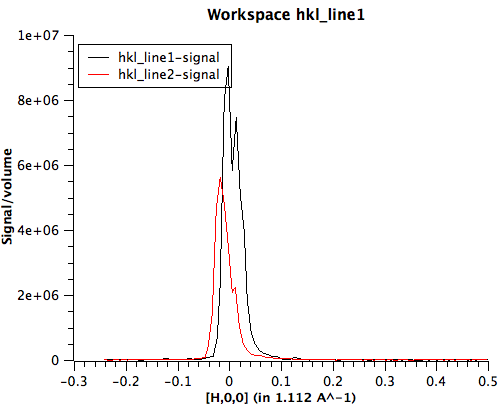 Workspace hkl_line1
hkl_line1-signal
hkl_line2-signal
Signal/volume
1e+07
8e+06
6e+06
4e+06
2e+06
0
-0.3 -0.2 -0.1 0 0.1 0.2 0.3 0.4 0.5
[H,0,0] (in 1.112 A^-1)